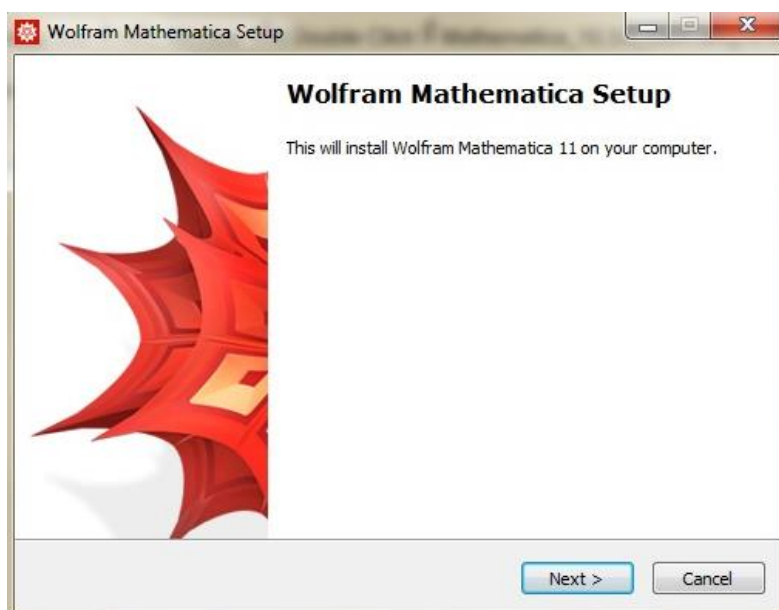 Wolfram Mathematica Setup
Wolfram Mathematica Setup
This will install Wolfram Mathematica 11 on your computer.
Next >
Cancel